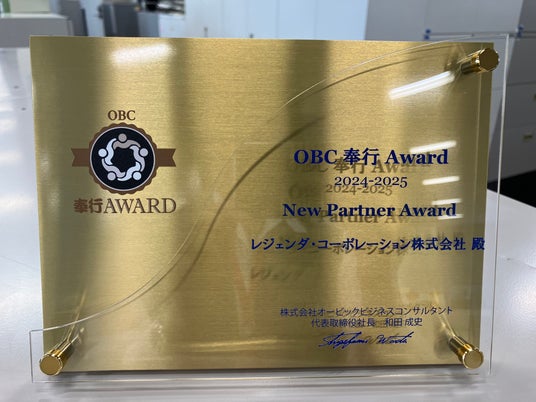 OBC
奉行AWARD
OBC 奉行 Award
2024-2025
New Partner Award
レジェンダ・コーポレーション株式会社 殿
株式会社オービックビジネスコンサルタント
代表取締役社長 和田 成史
Shigefumi Wada